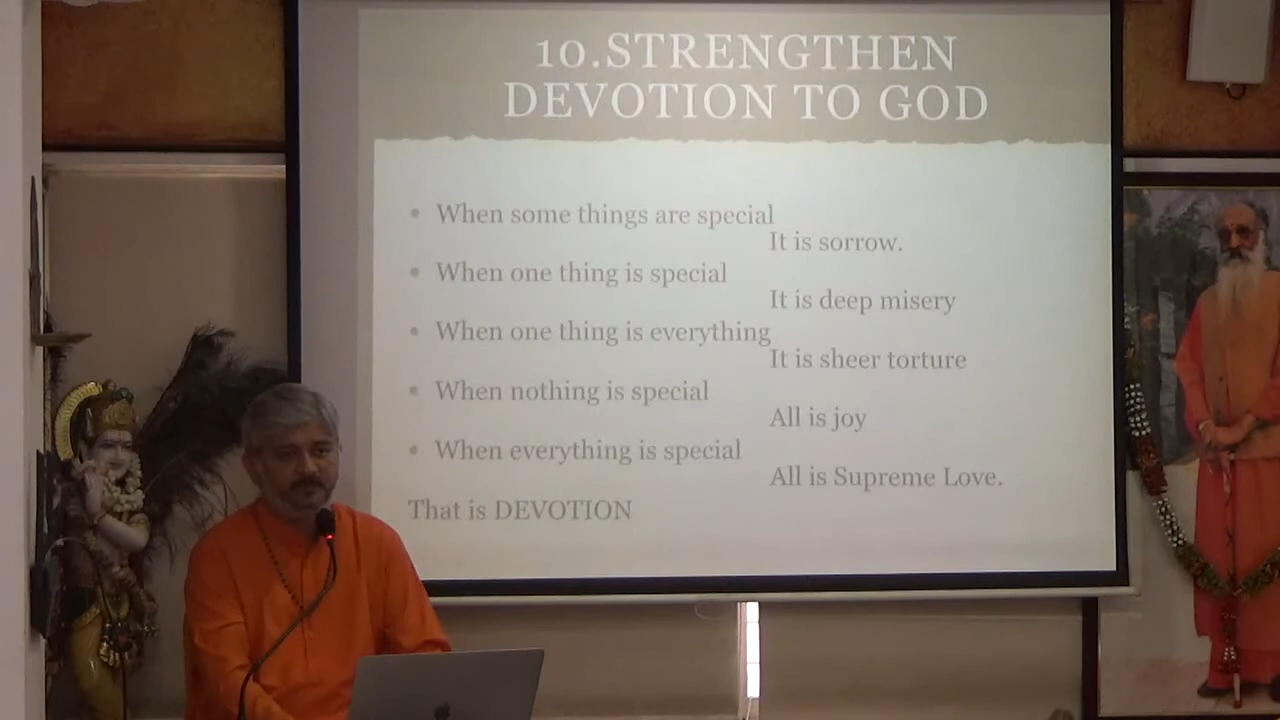 10.STRENGTHEN
DEVOTION TO GOD
• When some things are special
It is sorrow.
• When one thing is special
It is deep misery
• When one thing is everything
It is sheer torture
• When nothing is special
All is joy
• When everything is special
All is Supreme Love.
That is DEVOTION